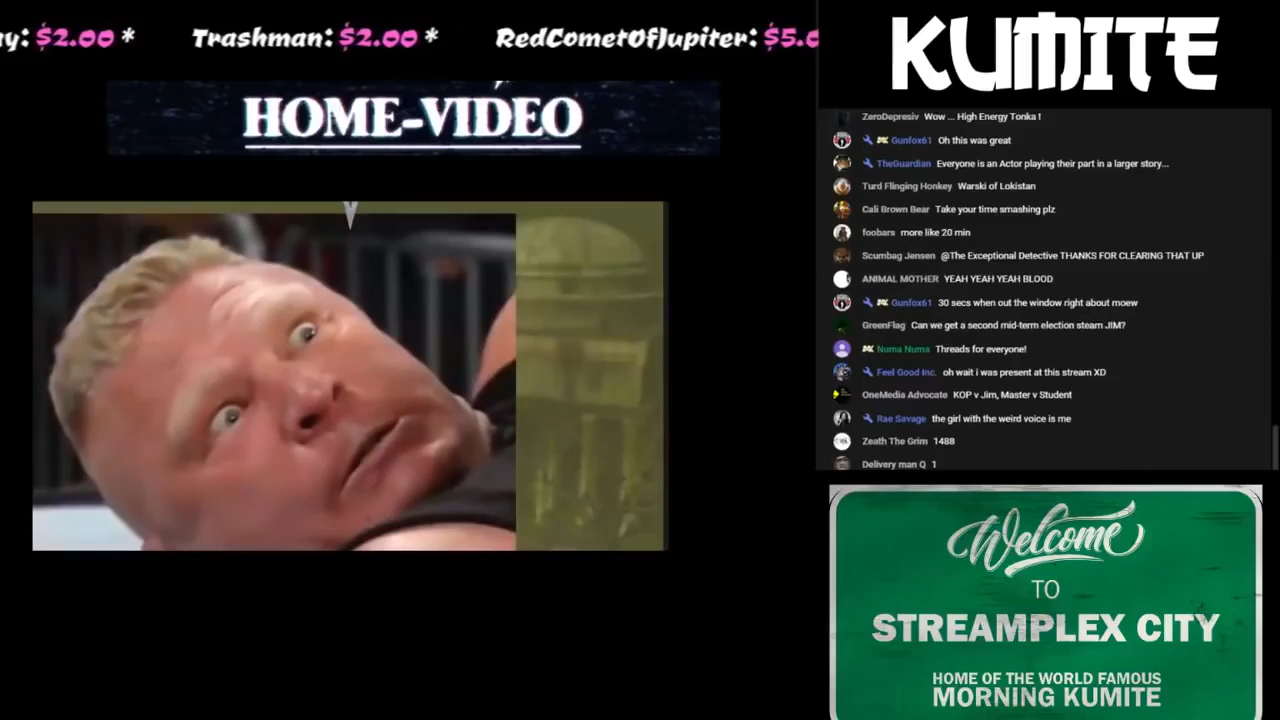 y: $2.00 * Trashman: $2.00 * RedCometOfJupiter: $5.0
KUMITE
HOME-VIDEO
ZeroDepresiv Wow ... High Energy Tonka !
Gunfox61 Oh this was great
TheGuardian Everyone is an Actor playing their part in a larger story...
Turd Flinging Honkey Warski of Lokistan
Cali Brown Bear Take your time smashing plz
foobars more like 20 min
Scumbag Jensen @The Exceptional Detective THANKS FOR CLEARING THAT UP
ANIMAL MOTHER YEAH YEAH YEAH BLOOD
Gunfox61 30 secs when out the window right about moew
GreenFlag Can we get a second mid-term election steam JIM?
Numa Numa Threads for everyone!
Feel Good Inc. oh wait i was present at this stream XD
OneMedia Advocate KOP v Jim, Master v Student
Rae Savage the girl with the weird voice is me
Zeath The Grim 1488
Delivery man Q 1
Welcome
TO
STREAMPLEX CITY
HOME OF THE WORLD FAMOUS
MORNING KUMITE